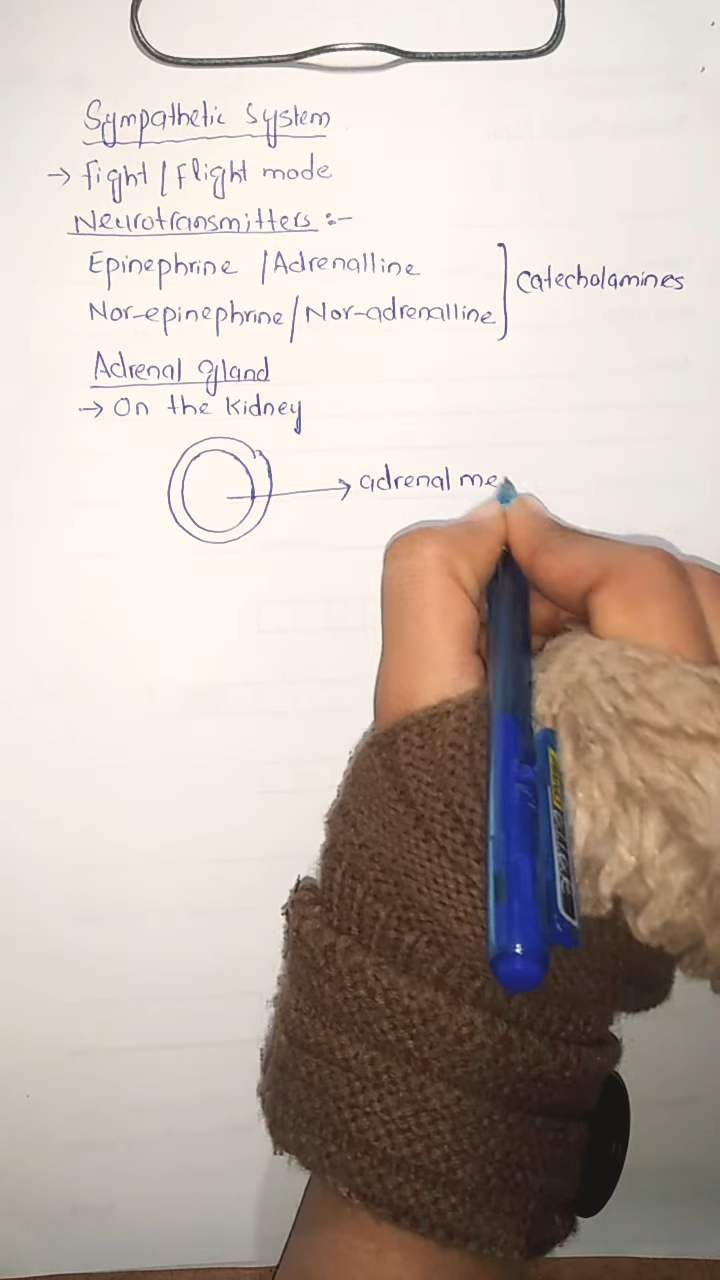 Sympathetic System
→ fight / Flight mode
Neurotransmitters :-
Epinephrine / Adrenalline
Nor-epinephrine / Nor-adrenalline
Catecholamines
Adrenal gland
→ On the kidney
adrenal me